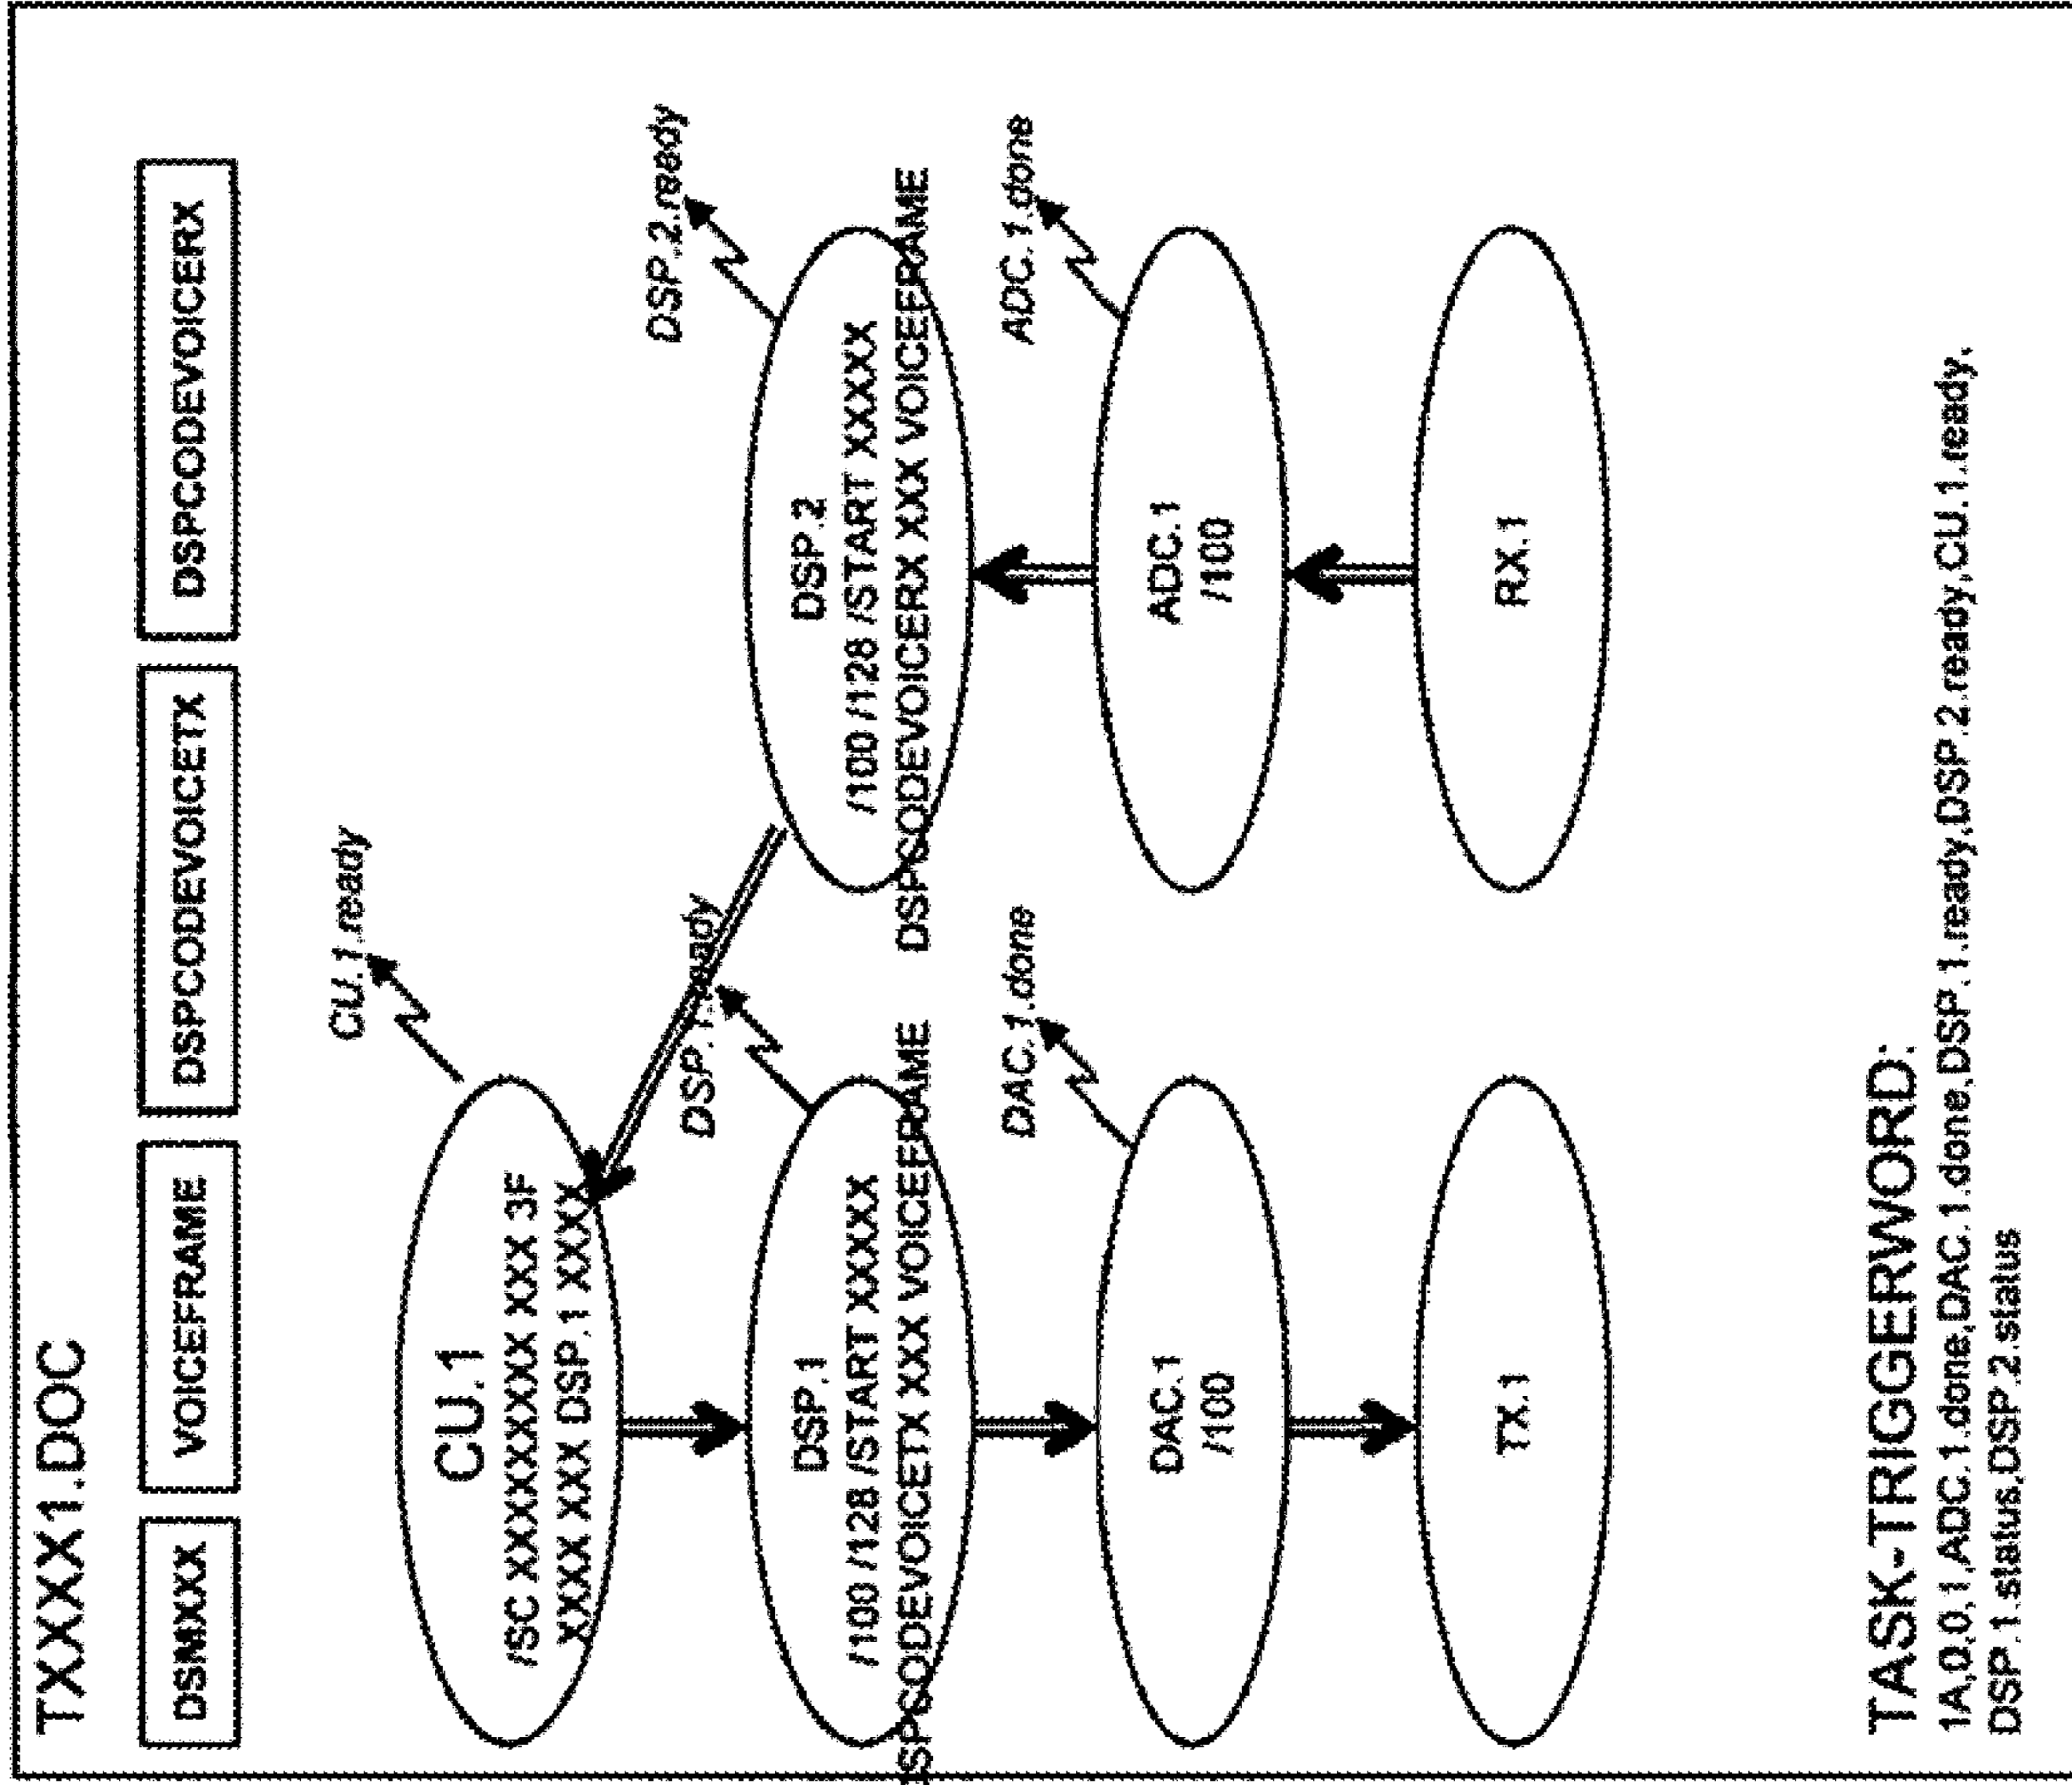 TXXXX1.DOC
DSMXXX
VOICEFRAME
DSPCODEVOICETX
DSPCODEVOICERX
CU.1.ready
CU.1
/SC XXXXXXXX XXX 3F
XXXX XX XXX DSP.1 XXXX
DSP.1.ready
DSP.2.ready
DSP.1
/100 /128 /START XXXXX
DSPCODEVOICETX XXX VOICEFRAME
DSP.2
/100 /128 /START XXXXX
DSPCODEVOICERX XXX VOICEFRAME
DAC.1.done
ADC.1.done
DAC.1
/100
ADC.1
/100
TX.1
RX.1
TASK-TRIGGERWORD:
1A,0,0,1,ADC.1.done,DAC.1.done,DSP.1.ready,DSP.2.ready,CU.1.ready,
DSP.1.status,DSP.2.status